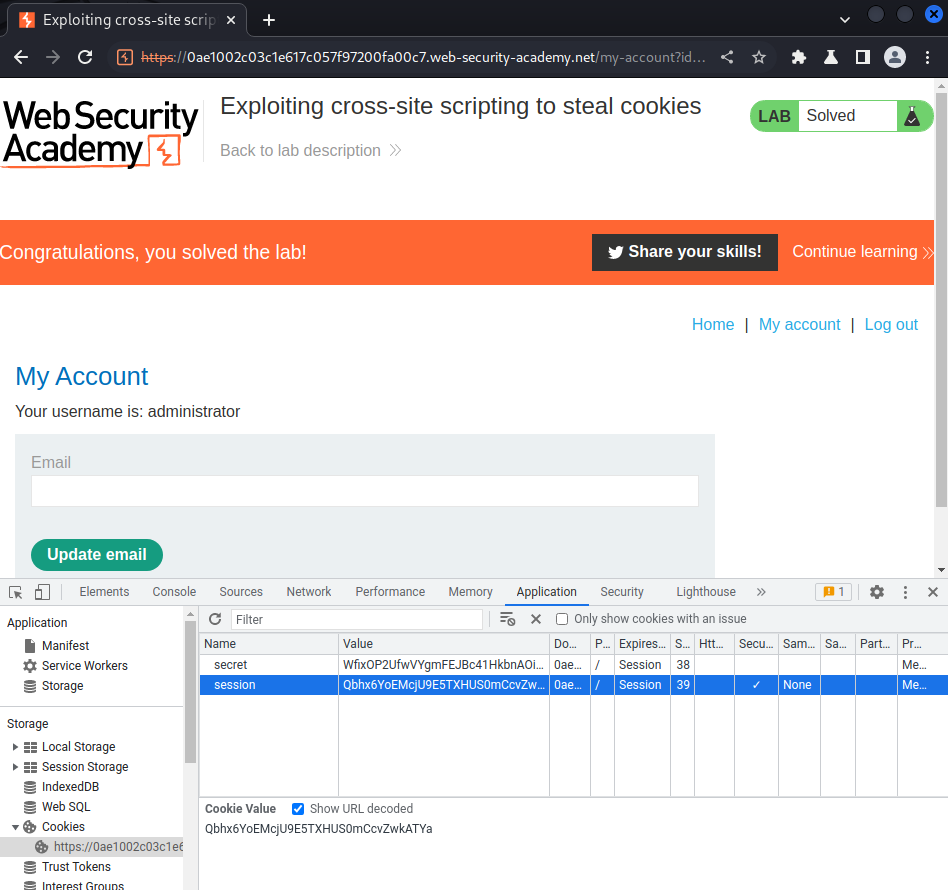 Exploiting cross-site scrip
https://0ae1002c03c1e617c057f97200fa00c7.web-security-academy.net/my-account?id...
Web Security
Academy
Exploiting cross-site scripting to steal cookies
Back to lab description
LAB Solved
Congratulations, you solved the lab!
Share your skills!
Continue learning
Home | My account | Log out
My Account
Your username is: administrator
Email
Update email
Elements Console Sources Network Performance Memory Application Security Lighthouse 1
Application
Manifest
Service Workers
Storage
Storage
Local Storage
Session Storage
IndexedDB
Web SQL
Cookies
https://0ae1002c03c1e6
Trust Tokens
Interest Groups
Filter
Only show cookies with an issue
Name Value Do... P... Expires... S... Htt... Secu... Sam... Sa... Part... Pr...
secret WfixOP2UfwVYgmFEJBc41HkbnAOi... 0ae... / Session 38 Me...
session Qbhx6YoEMcjU9E5TXHUS0mCcvZw... 0ae... / Session 39 ✓ None Me...
Cookie Value Show URL decoded
Qbhx6YoEMcjU9E5TXHUS0mCcvZwkATYa